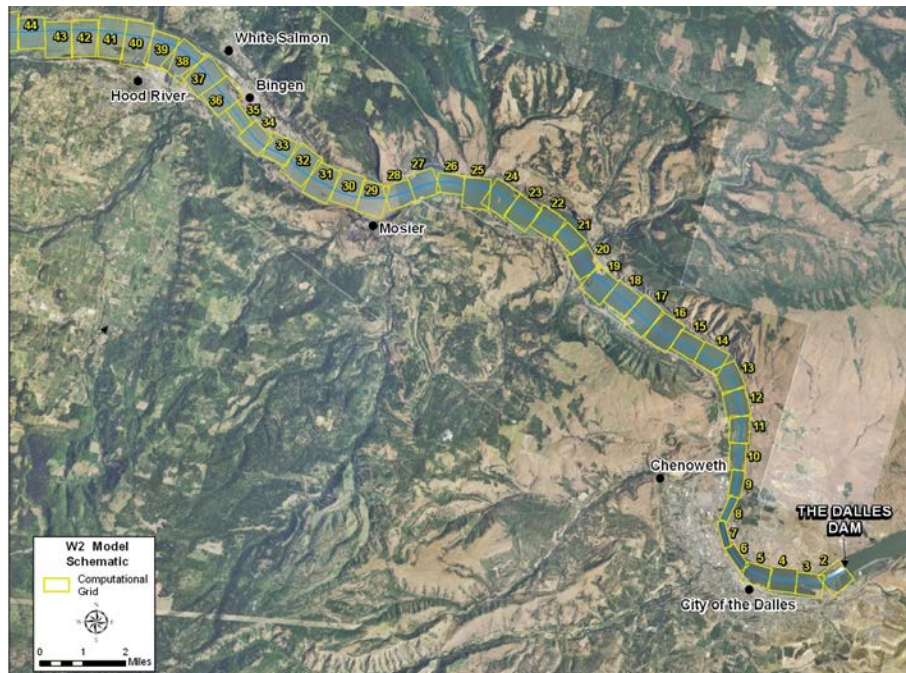 44
43
42
41
40
39
38
37
36
35
34
33
32
31
30
29
28
27
26
25
24
23
22
21
20
19
18
17
16
15
14
13
12
11
10
9
8
7
6
5
4
3
2
White Salmon
Hood River
Bingen
Mosier
Chenoweth
THE DALLES
DAM
City of the Dalles
W2 Model
Schematic
Computational
Grid
N
W
E
S
0 1 2
Miles